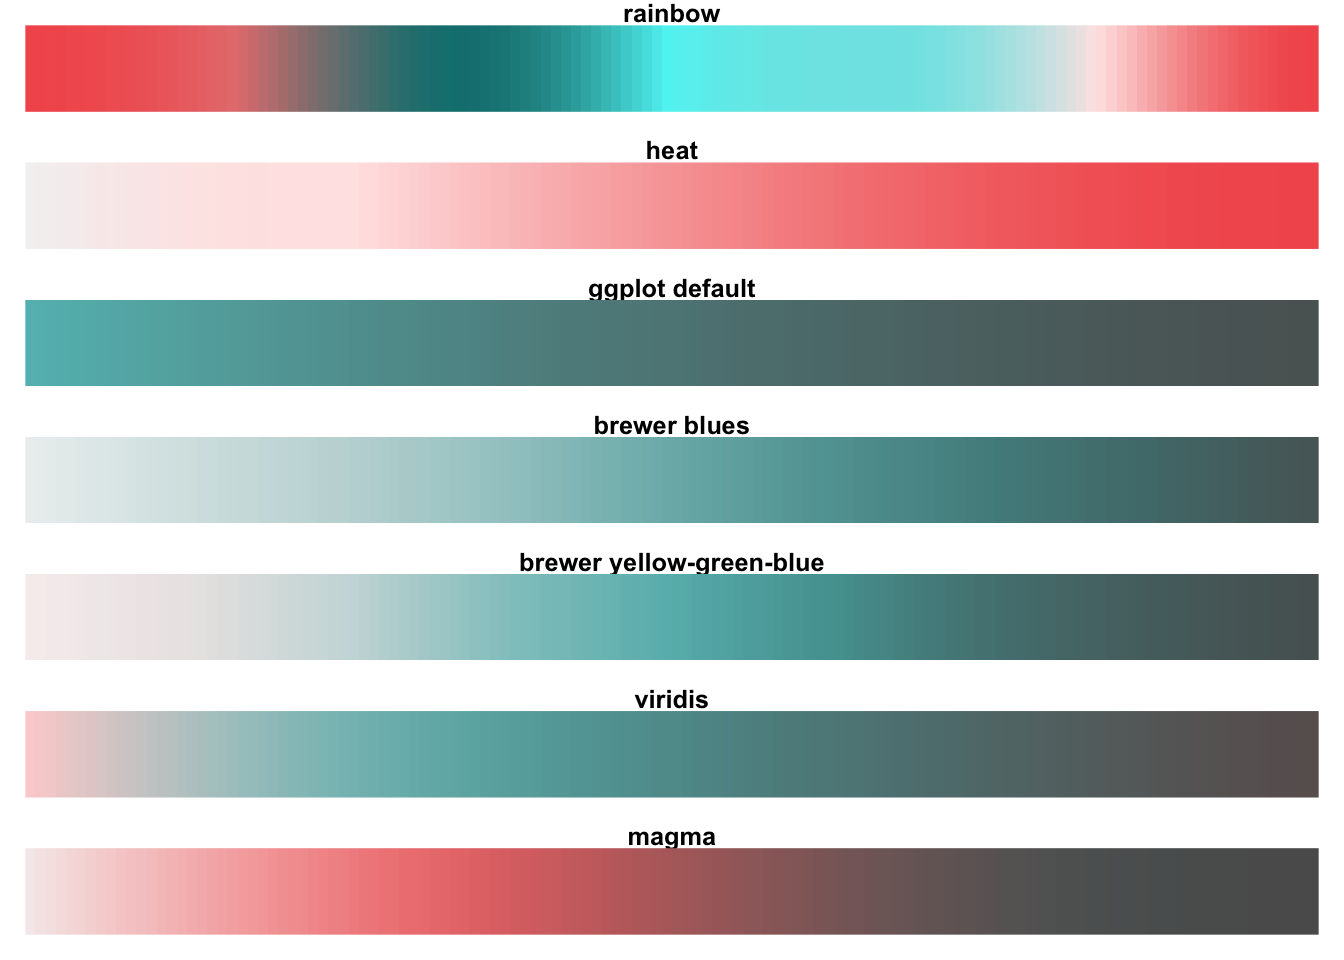 rainbow
heat
ggplot default
brewer blues
brewer yellow-green-blue
viridis
magma